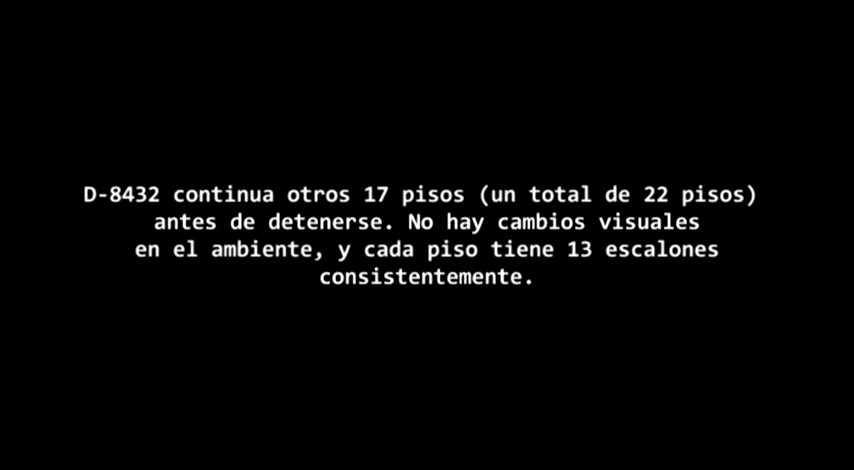 D-8432 continua otros 17 pisos (un total de 22 pisos)
antes de detenerse. No hay cambios visuales
en el ambiente, y cada piso tiene 13 escalones
consistentemente.